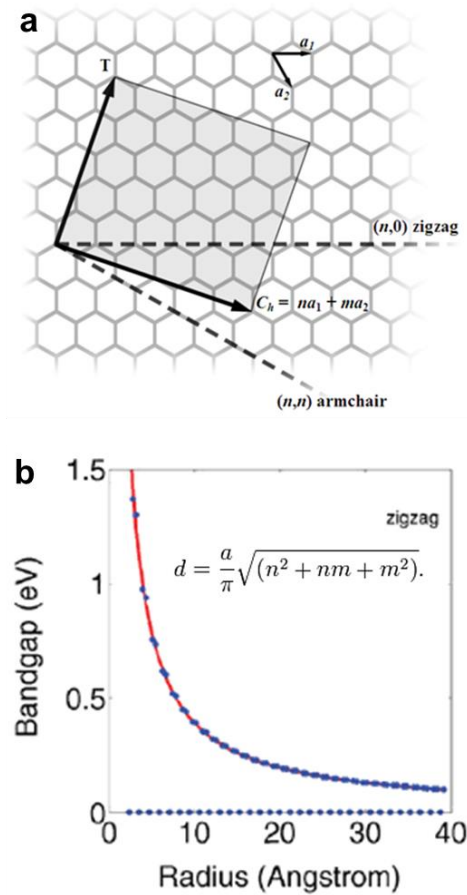 a
T
a₁
a₂
(n,0) zigzag
Cₕ = na₁ + ma₂
(n,n) armchair
b
1.5
zigzag
d = a/π √(n² + nm + m²).
1
Bandgap (eV)
0.5
0
0 10 20 30 40
Radius (Angstrom)